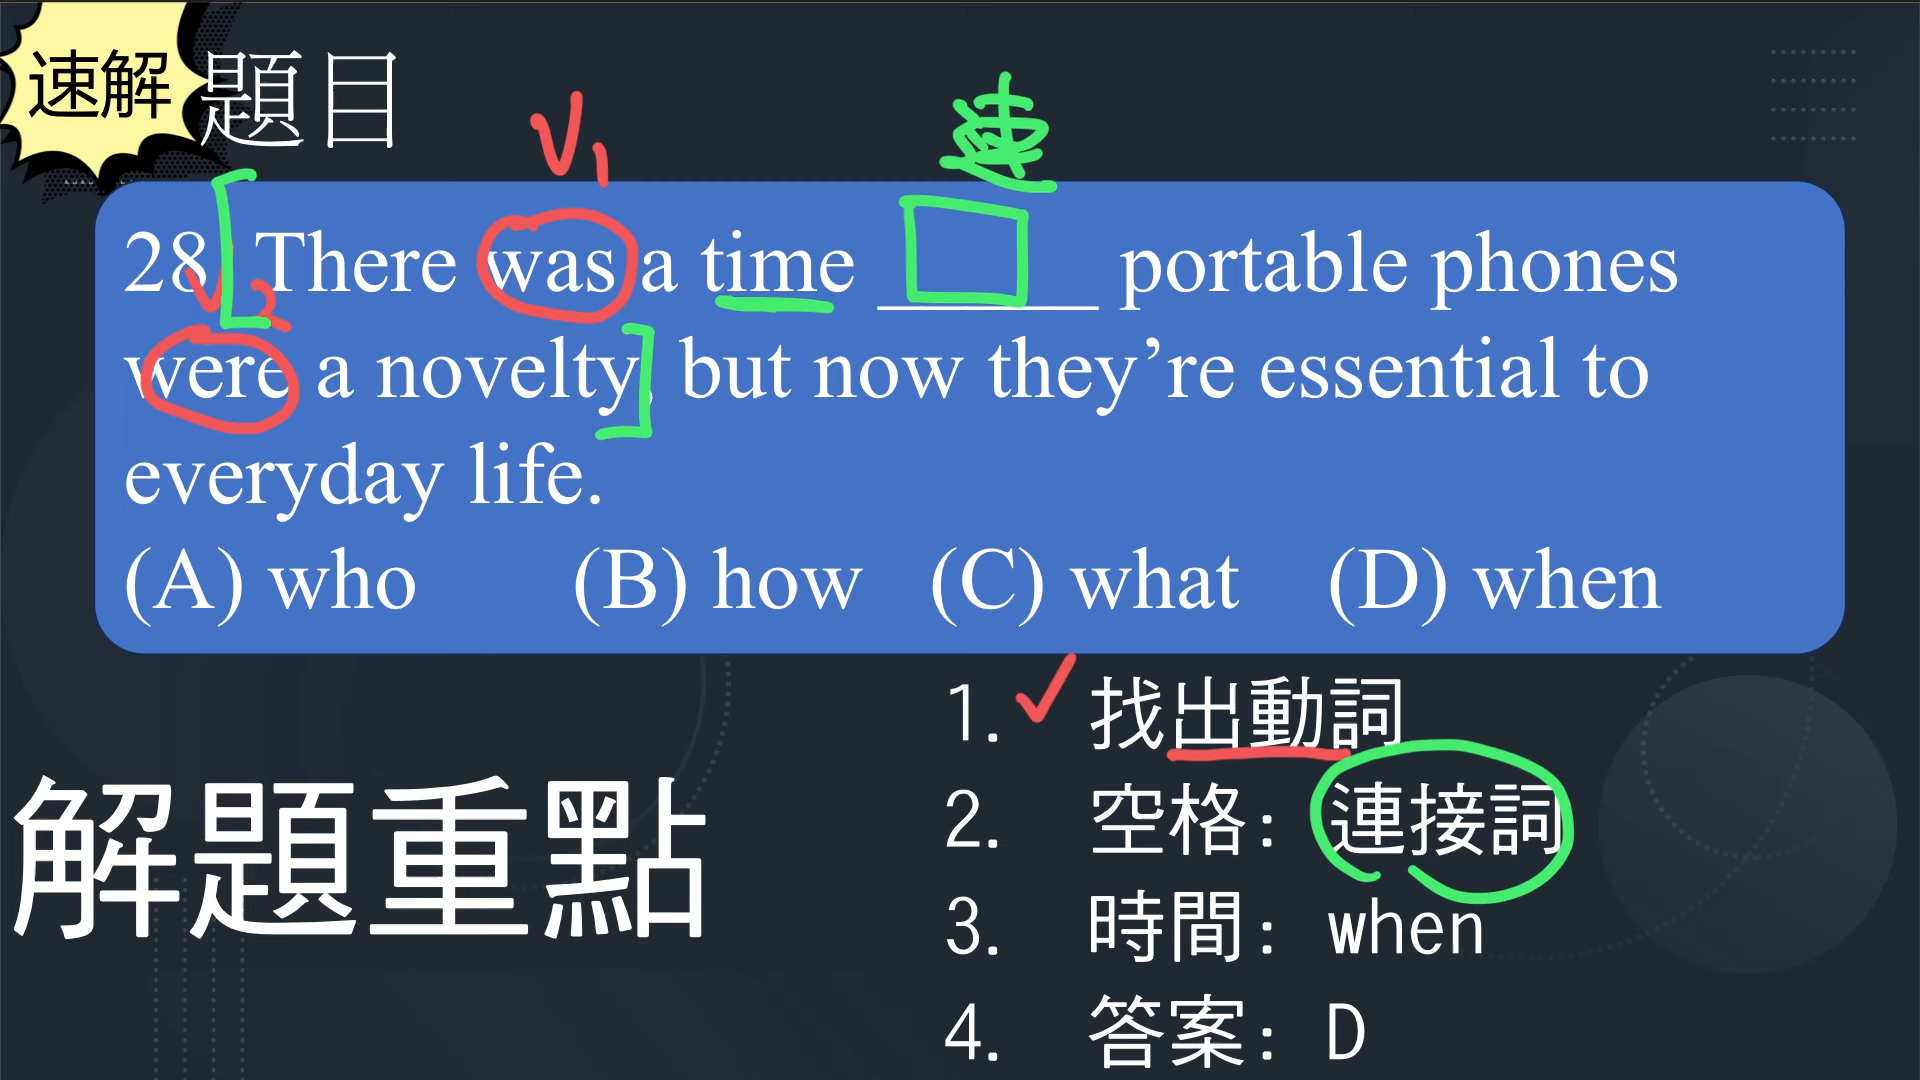 速解
題目
V1
連
28. There was a time ______ portable phones
V2
were a novelty, but now they're essential to
everyday life.
(A) who (B) how (C) what (D) when
解題重點
1. 找出動詞
2. 空格: 連接詞
3. 時間: when
4. 答案: D